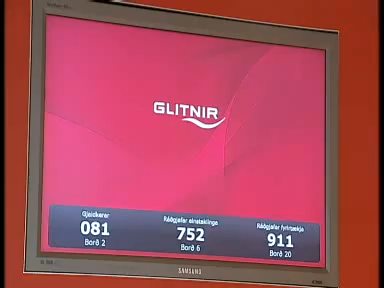 GLITNIR
Gjaldkerar
081
Borð 2
Ráðgjafar einstaklinga
752
Borð 6
Ráðgjafar fyrirtækja
911
Borð 20
SAMSUNG